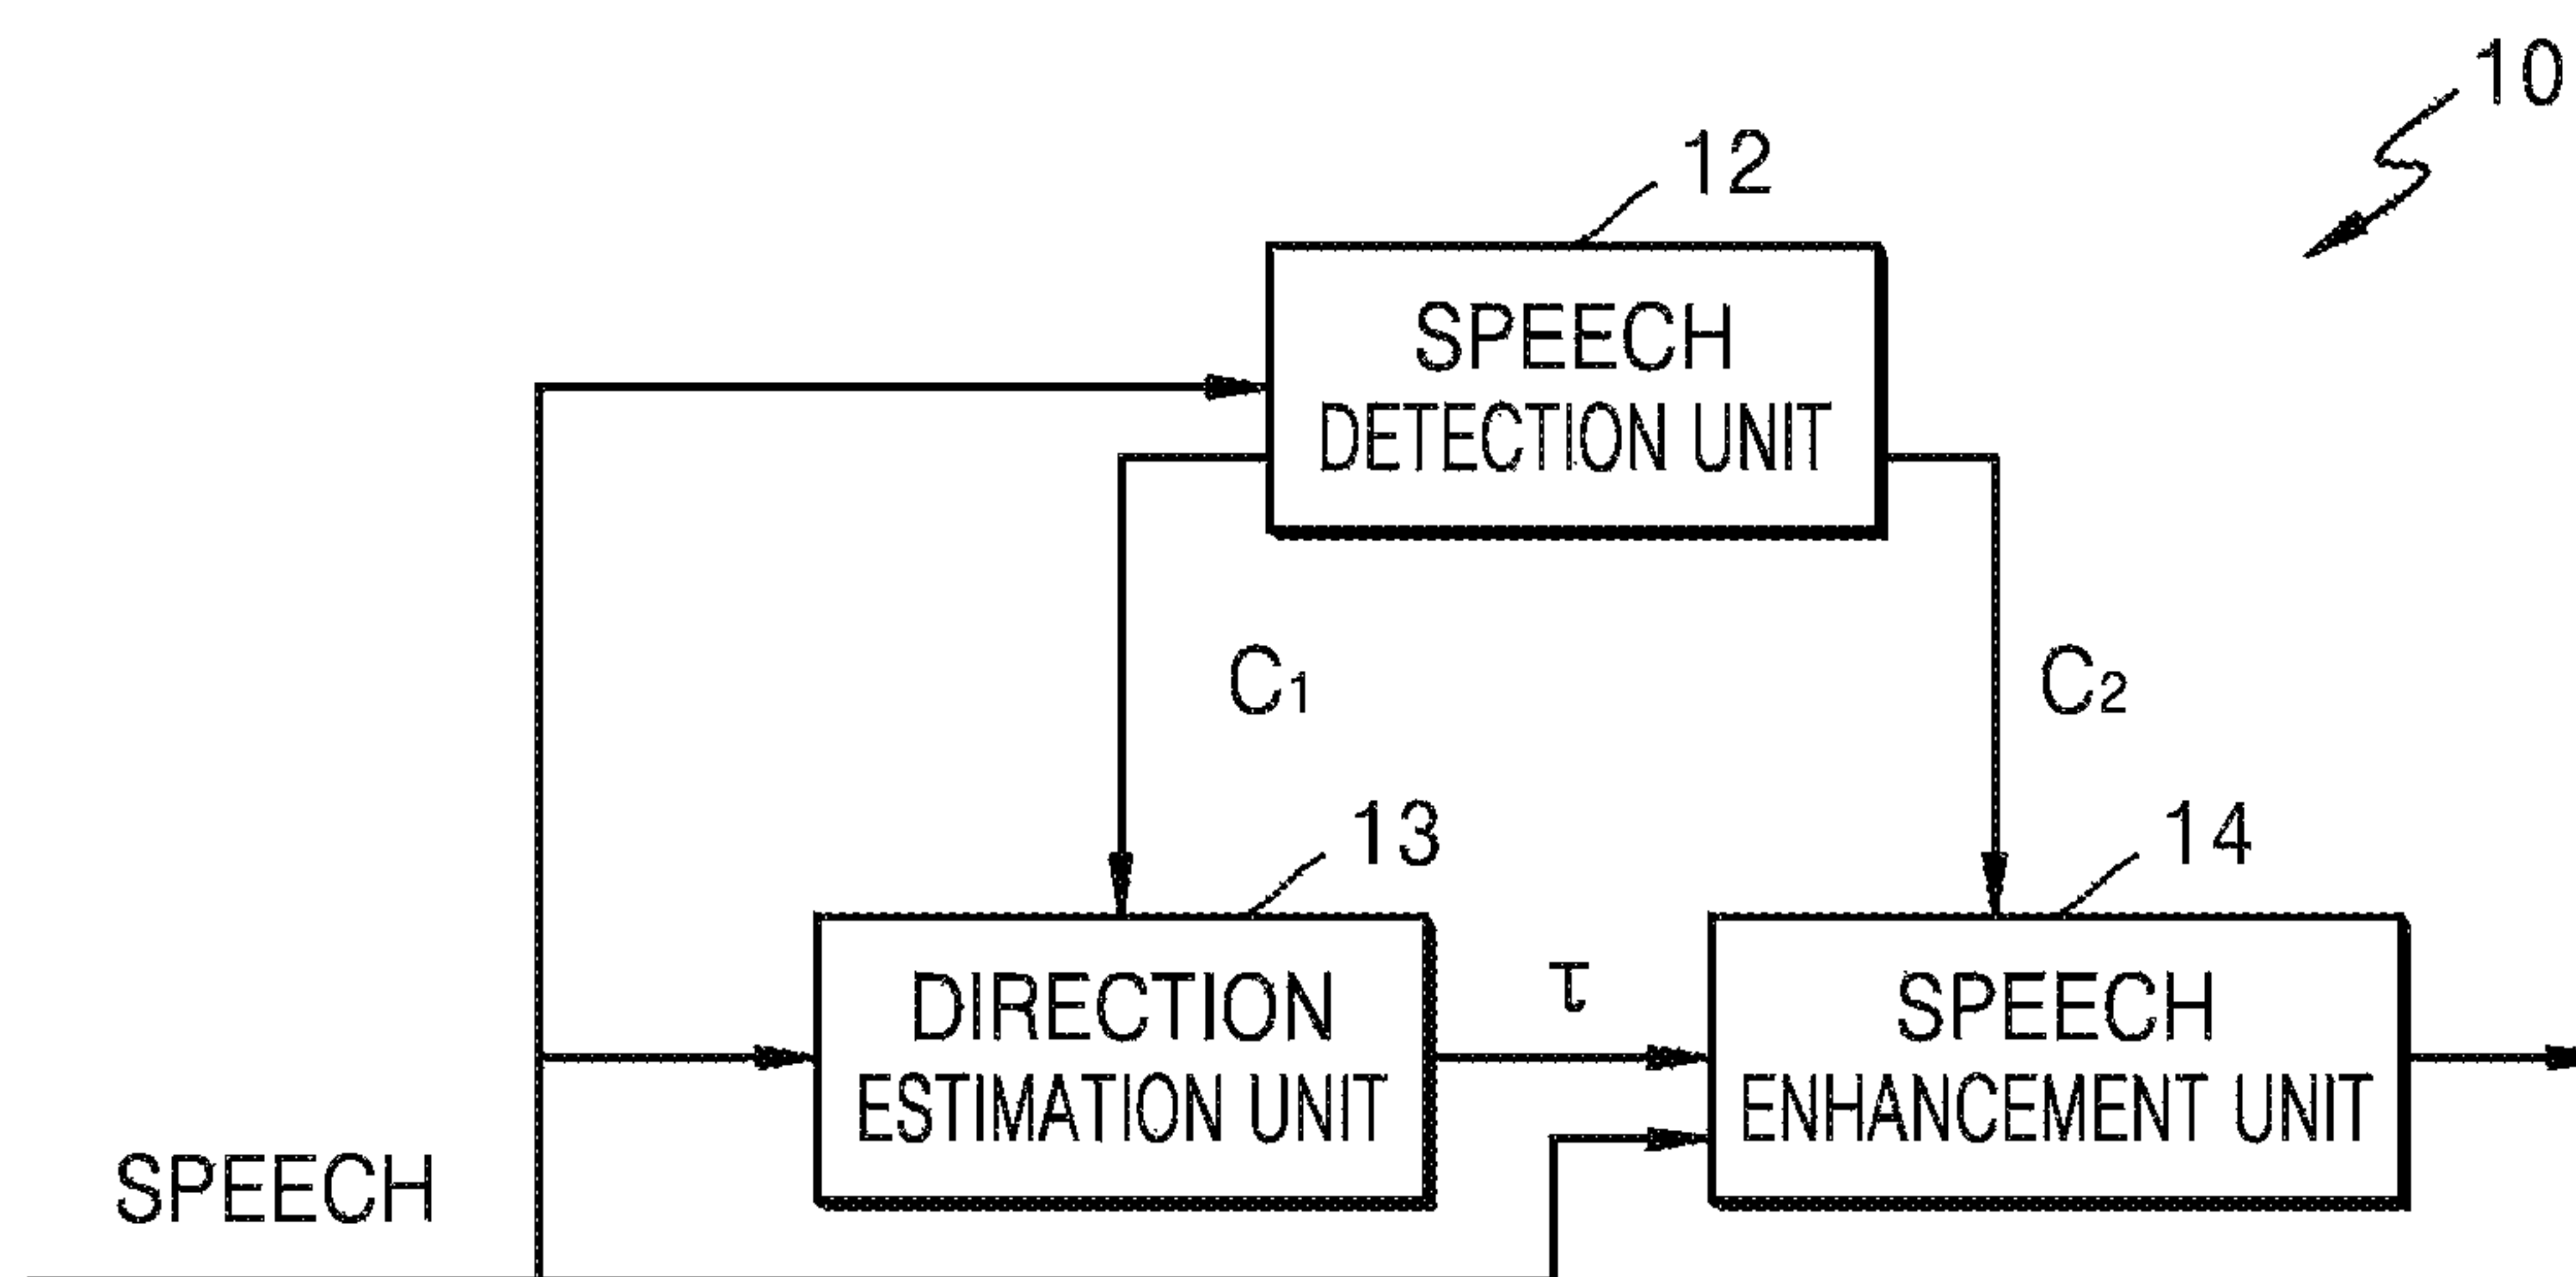 10
12
SPEECH
DETECTION UNIT
C1
C2
13
14
DIRECTION
ESTIMATION UNIT
τ
SPEECH
ENHANCEMENT UNIT
SPEECH